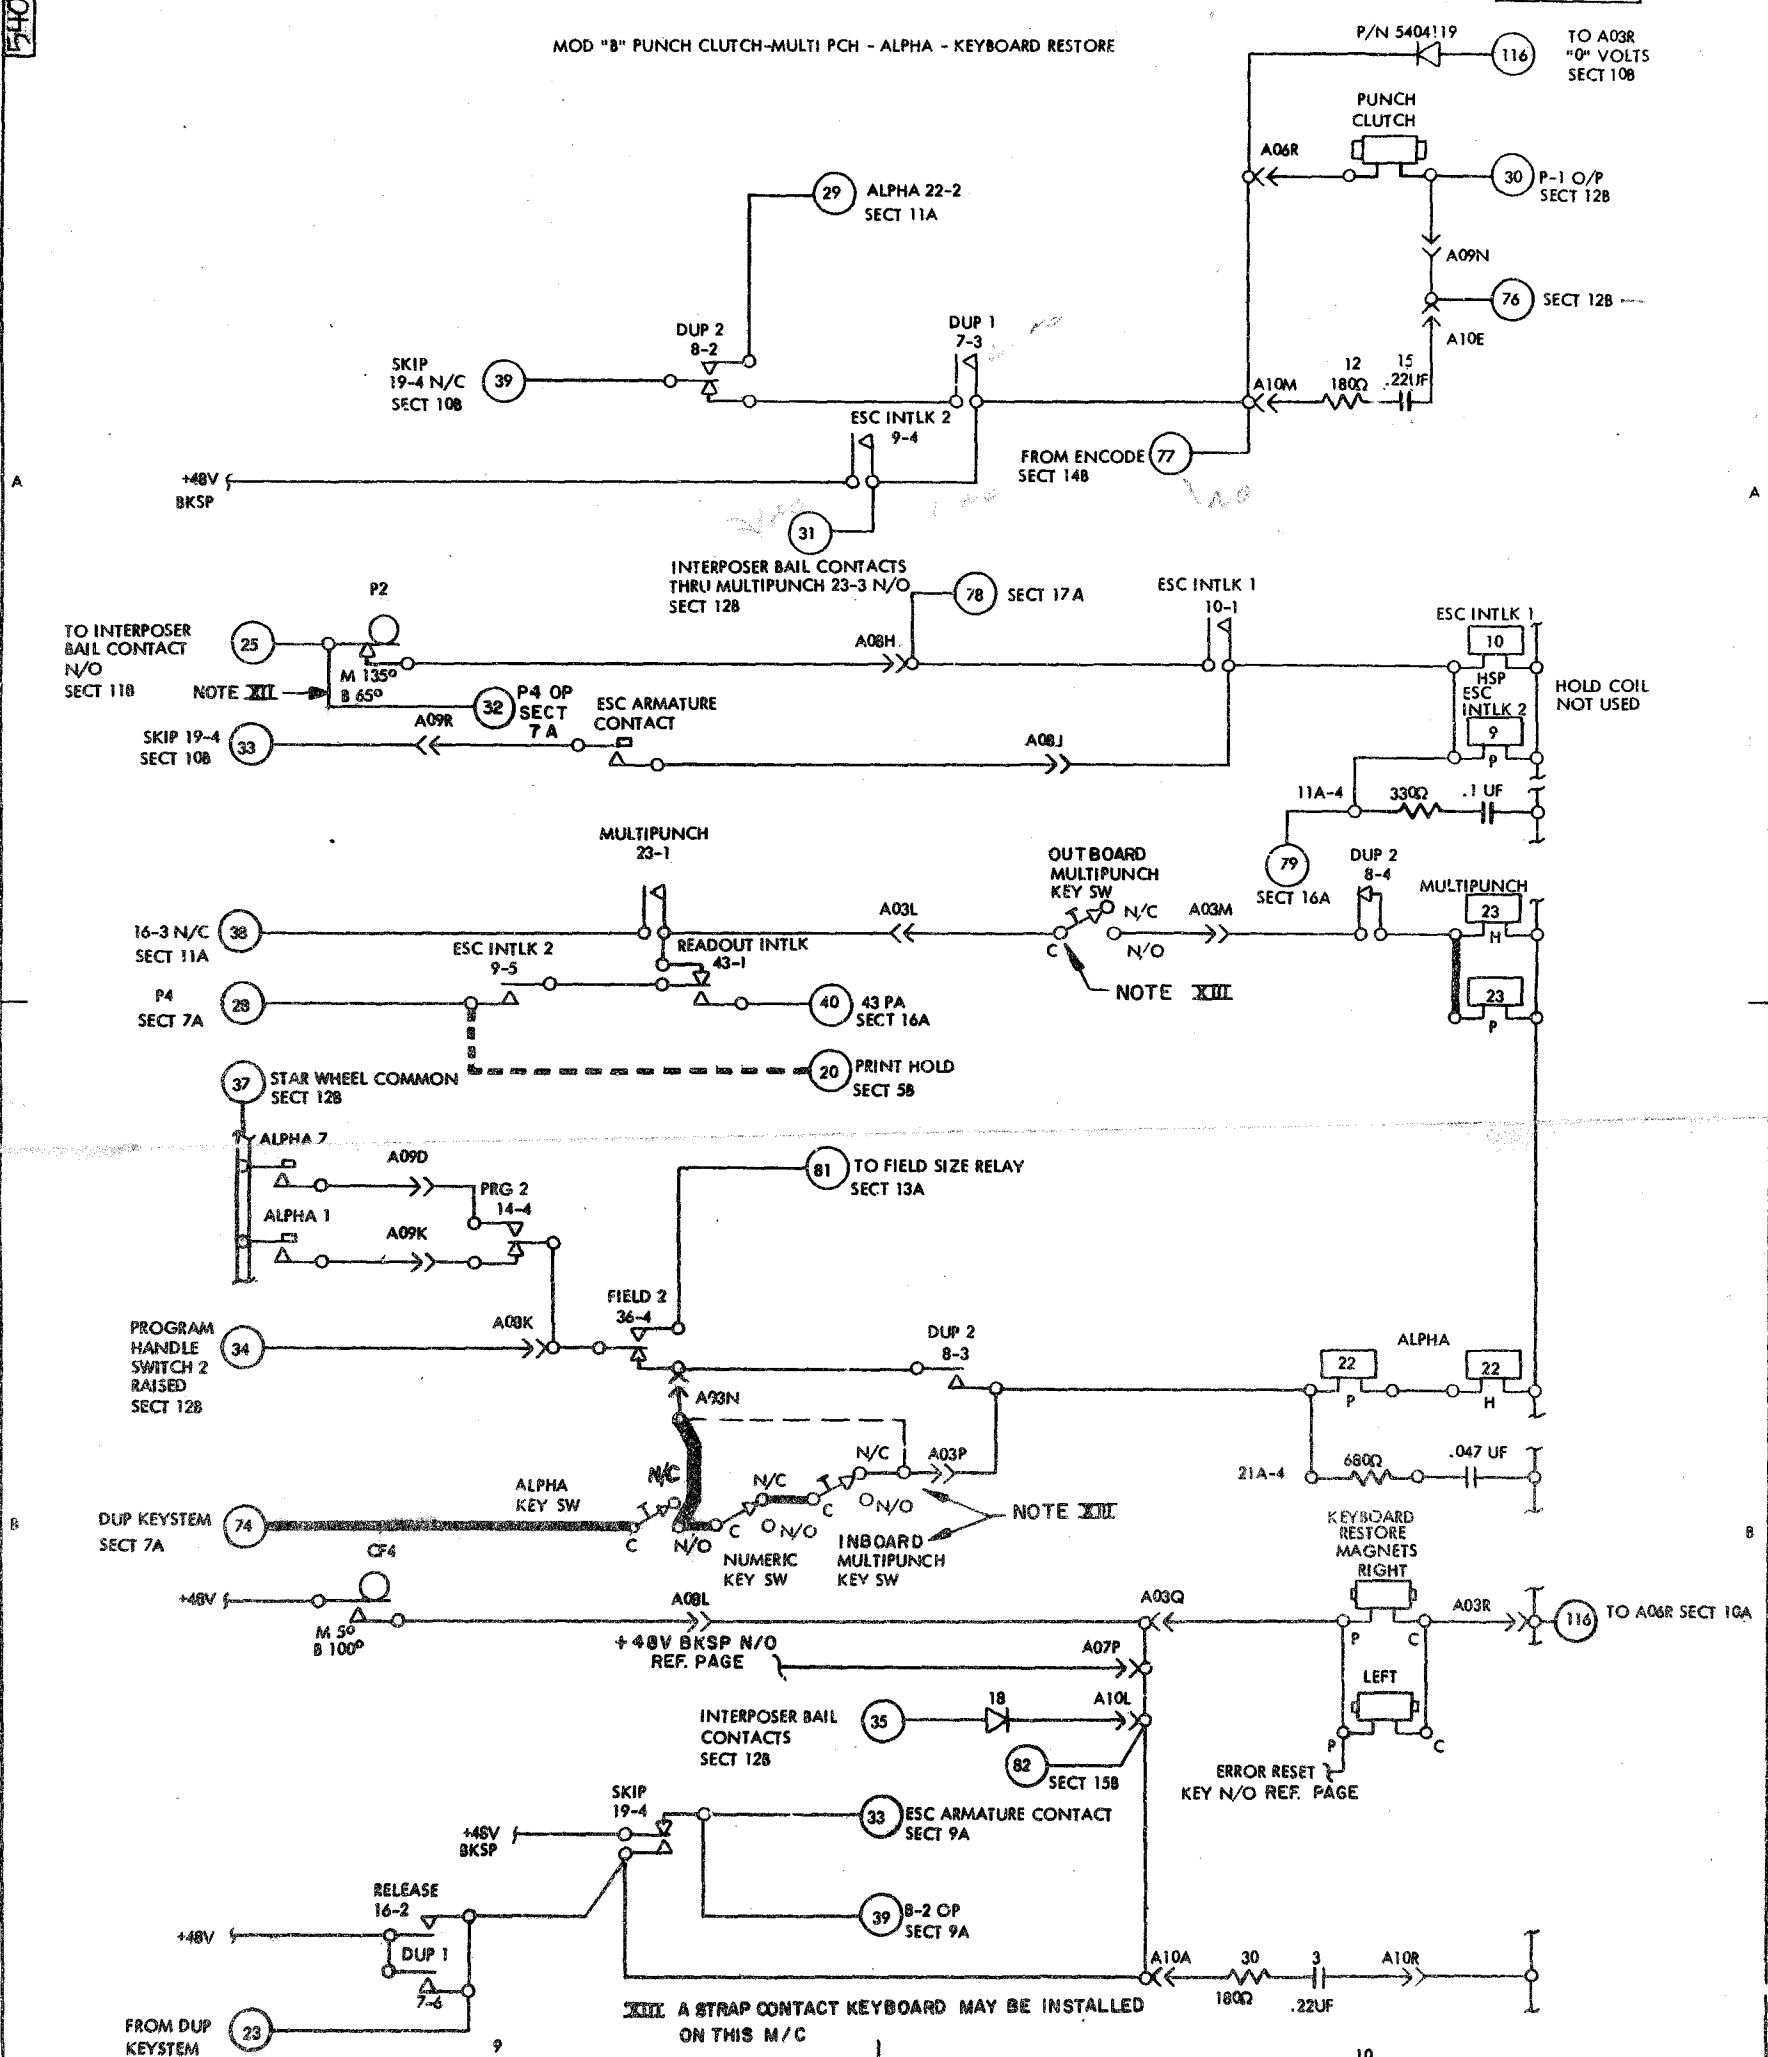 540
MOD "B" PUNCH CLUTCH-MULTI PCH - ALPHA - KEYBOARD RESTORE
P/N 5404119
116
TO A03R
"0" VOLTS
SECT 10B
PUNCH
CLUTCH
A06R
30
P-1 O/P
SECT 12B
29
ALPHA 22-2
SECT 11A
A09N
76
SECT 12B
A10E
DUP 2
8-2
DUP 1
7-3
SKIP
19-4 N/C
SECT 10B
39
A10M
12
180Ω
15
.22UF
ESC INTLK 2
9-4
FROM ENCODE
SECT 14B
77
A
+48V
BKSP
A
31
INTERPOSER BAIL CONTACTS
THRU MULTIPUNCH 23-3 N/O
SECT 12B
78
SECT 17A
ESC INTLK 1
10-1
P2
TO INTERPOSER
BAIL CONTACT
N/O
SECT 11B
25
M 135°
B 65°
NOTE XII
A08H
ESC INTLK 1
10
HSP
ESC
INTLK 2
9
P
HOLD COIL
NOT USED
32
P4 OP
SECT
7A
A09R
ESC ARMATURE
CONTACT
SKIP 19-4
SECT 10B
33
A08J
11A-4
330Ω
.1 UF
79
SECT 16A
MULTIPUNCH
23-1
OUTBOARD
MULTIPUNCH
KEY SW
DUP 2
8-4
MULTIPUNCH
23
H
16-3 N/C
SECT 11A
38
A03L
N/C
A03M
C
N/O
ESC INTLK 2
9-5
READOUT INTLK
43-1
NOTE XIII
23
P
P4
SECT 7A
28
40
43 PA
SECT 16A
20
PRINT HOLD
SECT 5B
37
STAR WHEEL COMMON
SECT 12B
ALPHA 7
A09D
PRG 2
14-4
81
TO FIELD SIZE RELAY
SECT 13A
ALPHA 1
A09K
FIELD 2
36-4
PROGRAM
HANDLE
SWITCH 2
RAISED
SECT 12B
34
A08K
DUP 2
8-3
ALPHA
22
P
22
H
A03N
N/C
A03P
21A-4
680Ω
.047 UF
N/C
N/C
ALPHA
KEY SW
C
N/O
NOTE XIII
B
DUP KEYSTEM
SECT 7A
74
C
N/O
C
N/O
NUMERIC
KEY SW
INBOARD
MULTIPUNCH
KEY SW
B
CF4
KEYBOARD
RESTORE
MAGNETS
RIGHT
+48V
M 5°
B 100°
A08L
A03Q
P
C
A03R
116
TO A06R SECT 10A
+48V BKSP N/O
REF. PAGE
A07P
LEFT
INTERPOSER BAIL
CONTACTS
SECT 12B
35
18
A10L
P
C
82
SECT 15B
ERROR RESET
KEY N/O REF. PAGE
SKIP
19-4
+48V
BKSP
33
ESC ARMATURE CONTACT
SECT 9A
RELEASE
16-2
39
8-2 OP
SECT 9A
+48V
DUP 1
7-6
A10A
30
180Ω
3
.22UF
A10R
XIII A STRAP CONTACT KEYBOARD MAY BE INSTALLED
ON THIS M/C
FROM DUP
KEYSTEM
23
9
10